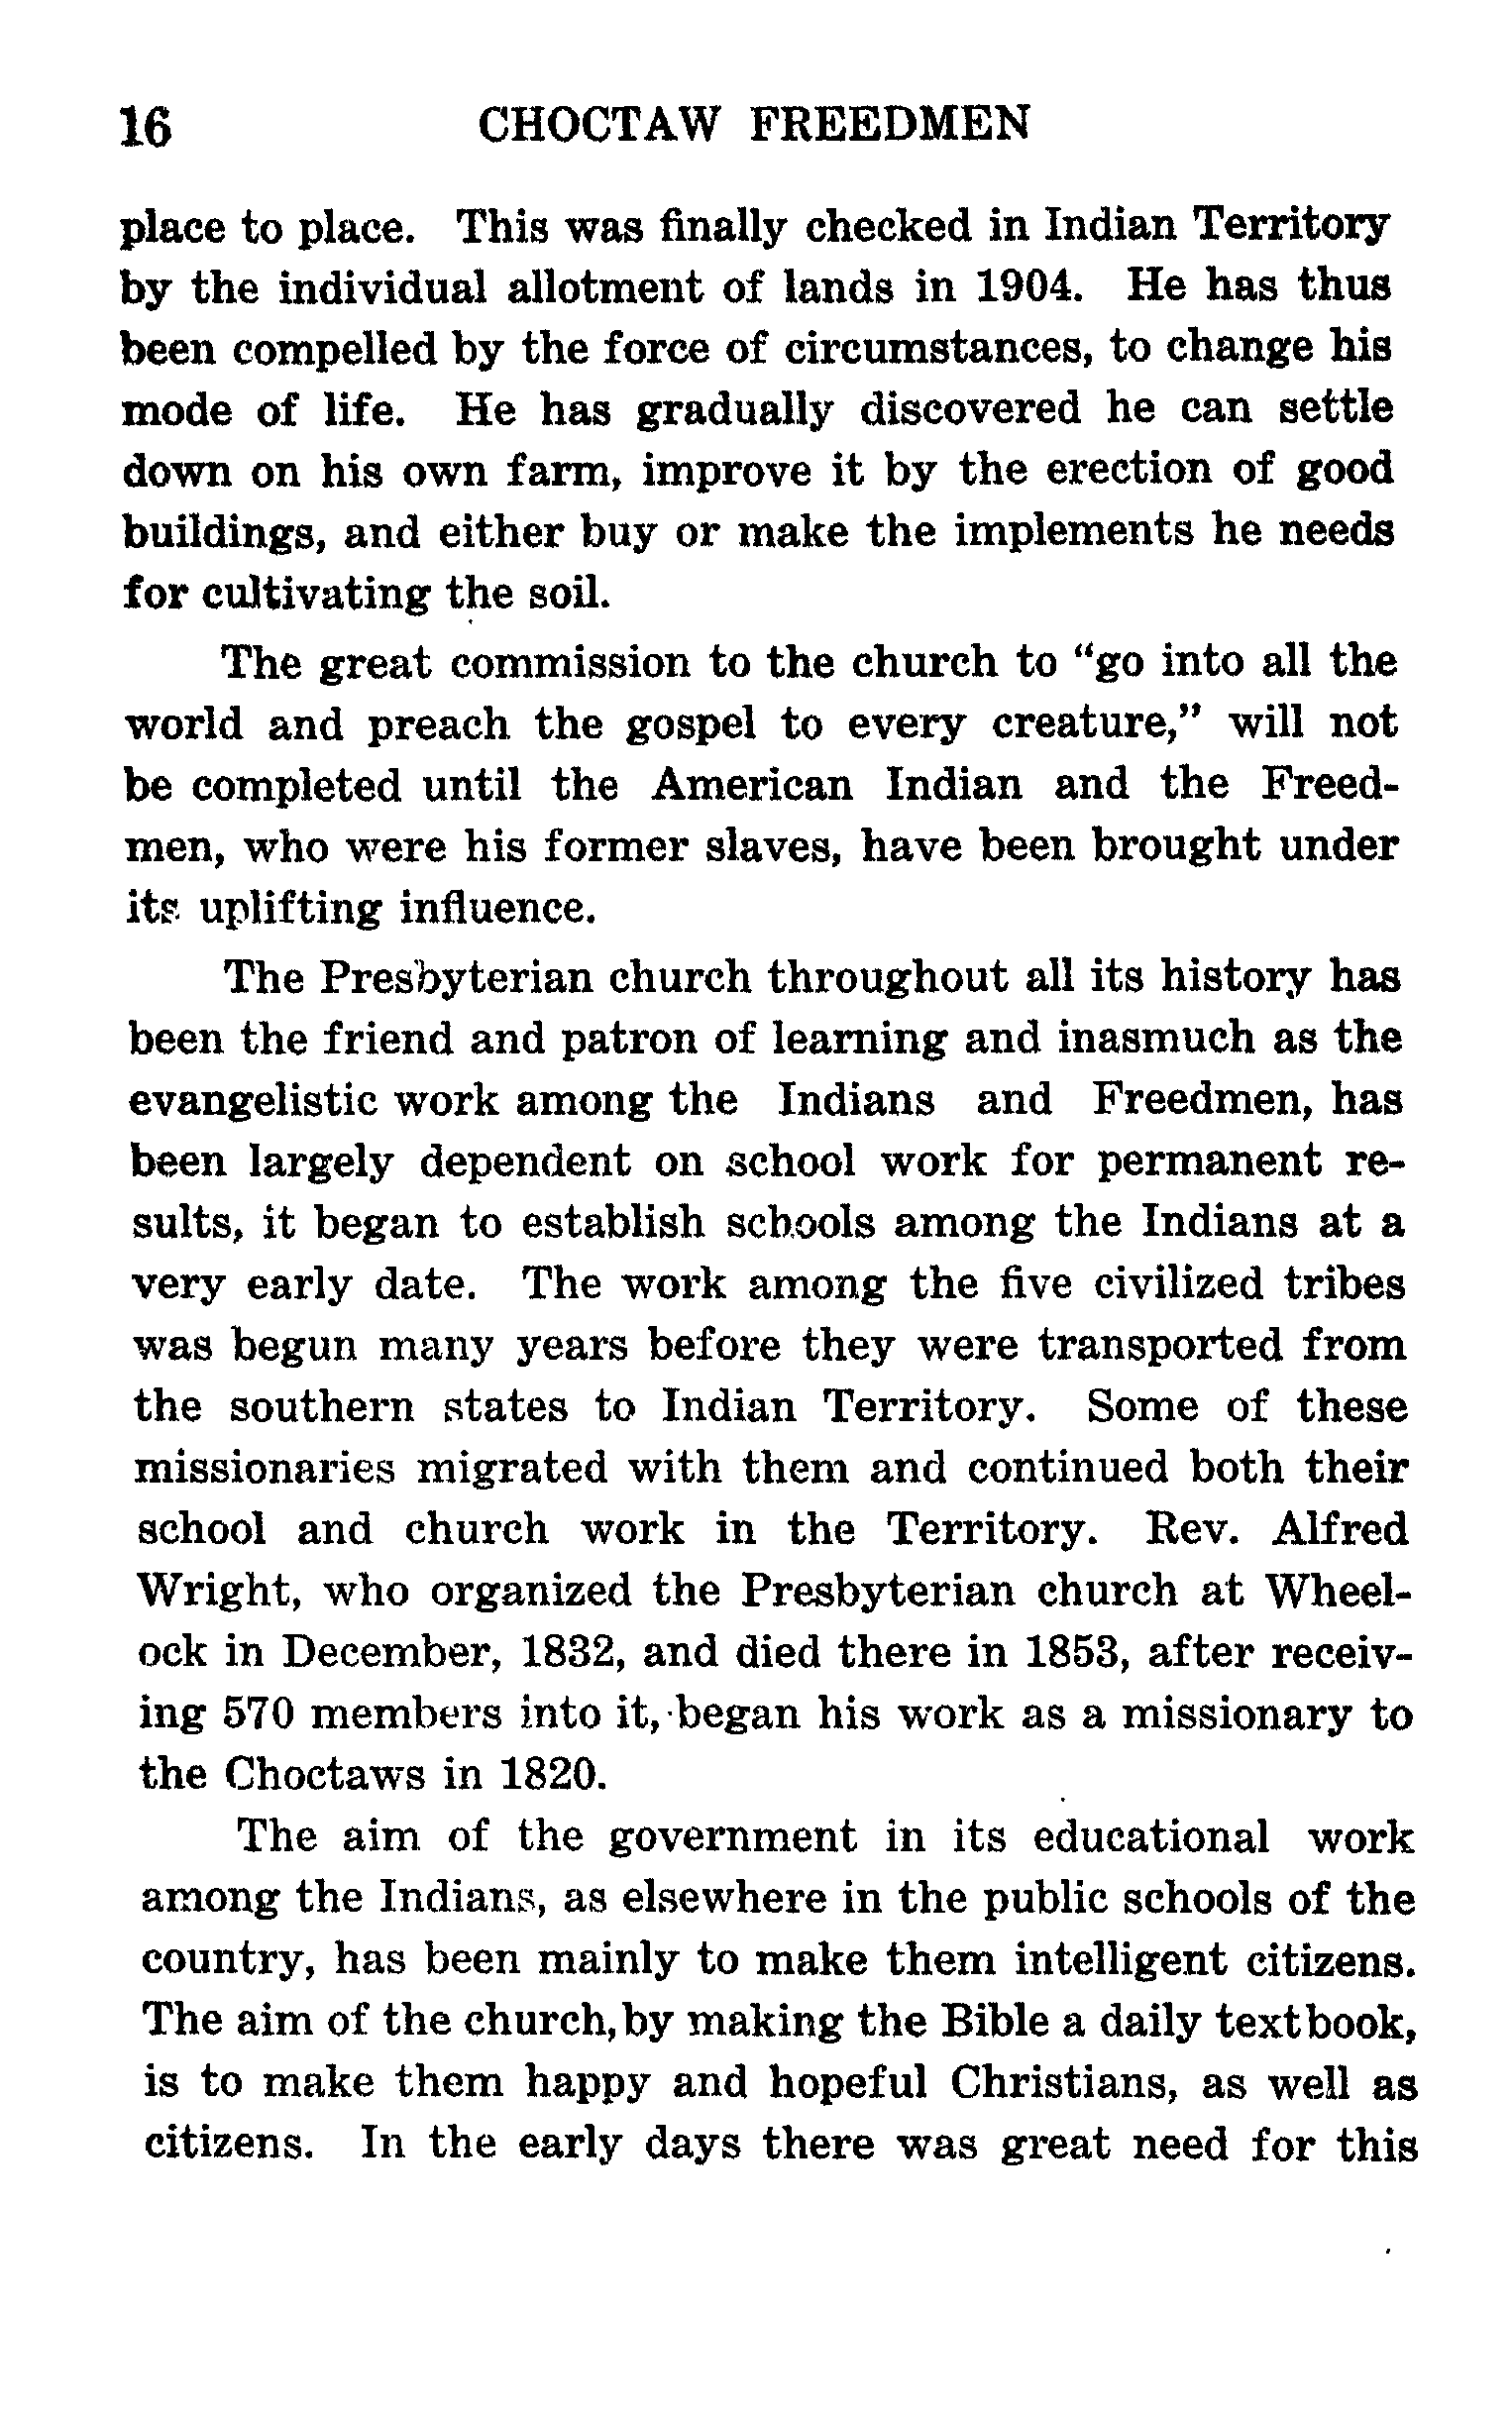 16 CHOCTAW FREEDMEN
place to place. This was finally checked in Indian Territory
by the individual allotment of lands in 1904. He has thus
been compelled by the force of circumstances, to change his
mode of life. He has gradually discovered he can settle
down on his own farm, improve it by the erection of good
buildings, and either buy or make the implements he needs
for cultivating the soil.
The great commission to the church to "go into all the
world and preach the gospel to every creature," will not
be completed until the American Indian and the Freed-
men, who were his former slaves, have been brought under
its uplifting influence.
The Presbyterian church throughout all its history has
been the friend and patron of learning and inasmuch as the
evangelistic work among the Indians and Freedmen, has
been largely dependent on school work for permanent re-
sults, it began to establish schools among the Indians at a
very early date. The work among the five civilized tribes
was begun many years before they were transported from
the southern states to Indian Territory. Some of these
missionaries migrated with them and continued both their
school and church work in the Territory. Rev. Alfred
Wright, who organized the Presbyterian church at Wheel-
ock in December, 1832, and died there in 1853, after receiv-
ing 570 members into it, began his work as a missionary to
the Choctaws in 1820.
The aim of the government in its educational work
among the Indians, as elsewhere in the public schools of the
country, has been mainly to make them intelligent citizens.
The aim of the church, by making the Bible a daily textbook,
is to make them happy and hopeful Christians, as well as
citizens. In the early days there was great need for this